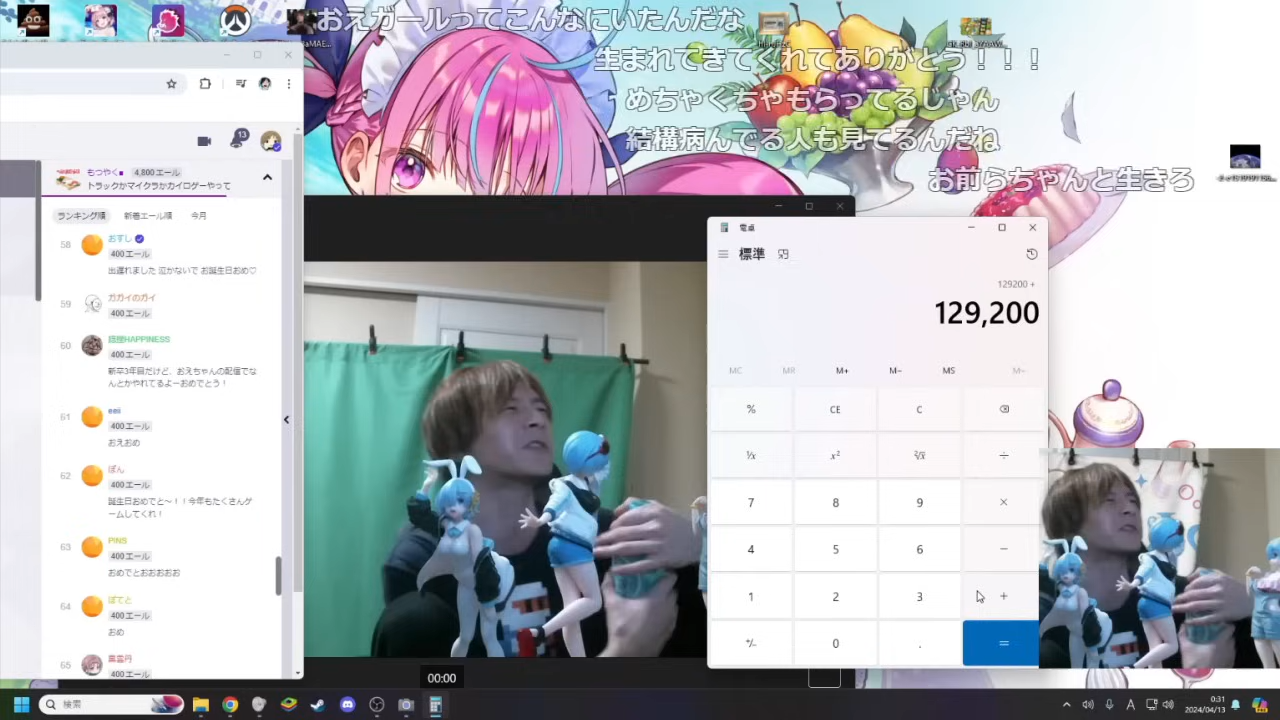 おえガールってこんなにいたんだな
生まれてきてくれてありがとう！！！
めちゃくちゃもらってるじゃん
結構病んでる人も見てるんだね
お前らちゃんと生きろ
13
もつやく
4,800エール
トラックかマイクラかカイロ―やって
ランキング順 新着エール順 今月
58
おすし
400エール
出遅れました 泣かないで お誕生日おめ♡
59
ガガイのガイ
400エール
60
HAPPINESS
400エール
新卒3年目だけど、おえちゃんの配信でな
んとかやれてるよーおめでとう！
61
400エール
おえおめ
62
ぽん
400エール
誕生日おめでと〜！！今年もたくさんゲ
ームしてくれ！
63
PINS
400エール
おめでとおおおおお
64
ぽてと
400エール
おめ
65
400エール
電卓
標準
129200 +
129,200
MC MR M+ M− MS M~
% CE C
¹/x x² ²√x ÷
7 8 9 ×
4 5 6 −
1 2 3 +
+/− 0 . =
00:00
検索
A
0:31
2024/04/13